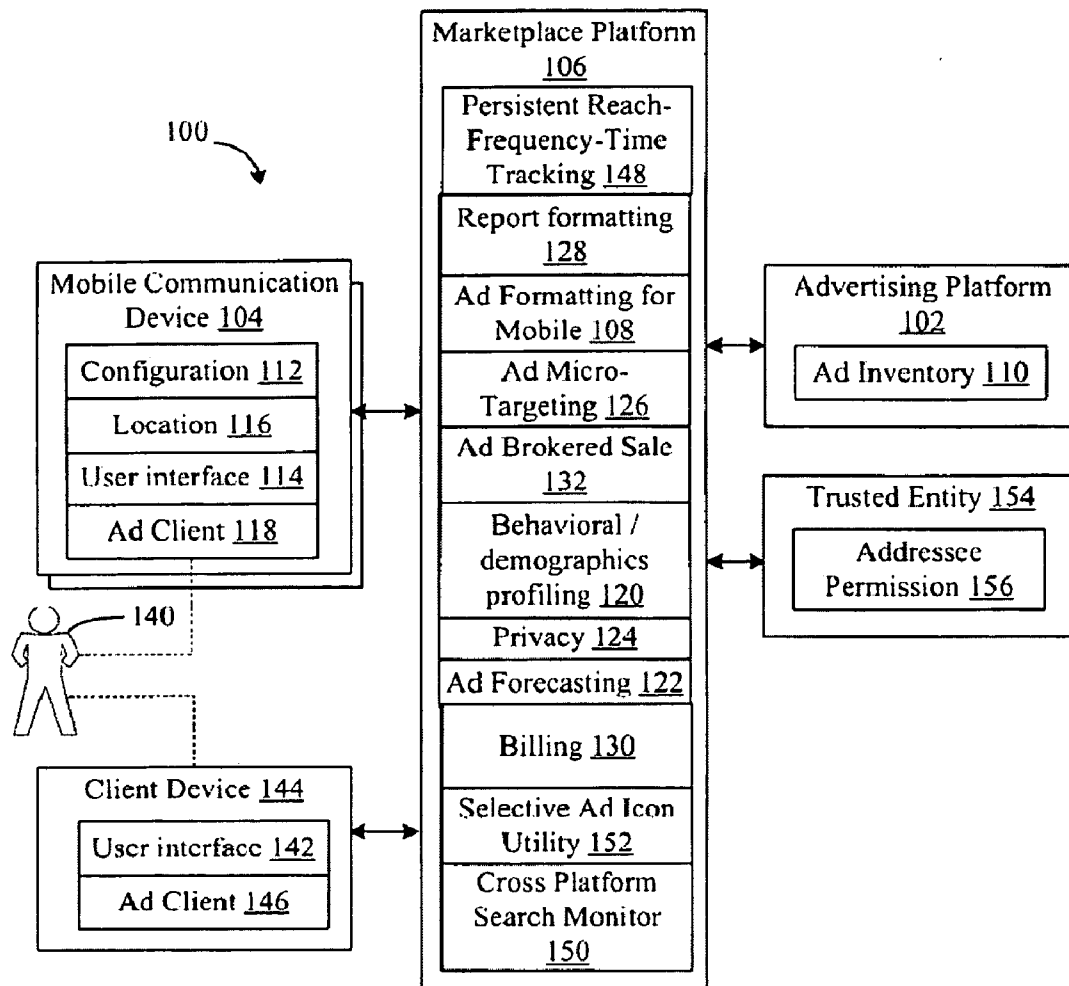 100
Mobile Communication
Device 104
Configuration 112
Location 116
User interface 114
Ad Client 118
140
Client Device 144
User interface 142
Ad Client 146
Marketplace Platform
106
Persistent Reach-
Frequency-Time
Tracking 148
Report formatting
128
Ad Formatting for
Mobile 108
Ad Micro-
Targeting 126
Ad Brokered Sale
132
Behavioral /
demographics
profiling 120
Privacy 124
Ad Forecasting 122
Billing 130
Selective Ad Icon
Utility 152
Cross Platform
Search Monitor
150
Advertising Platform
102
Ad Inventory 110
Trusted Entity 154
Addressee
Permission 156